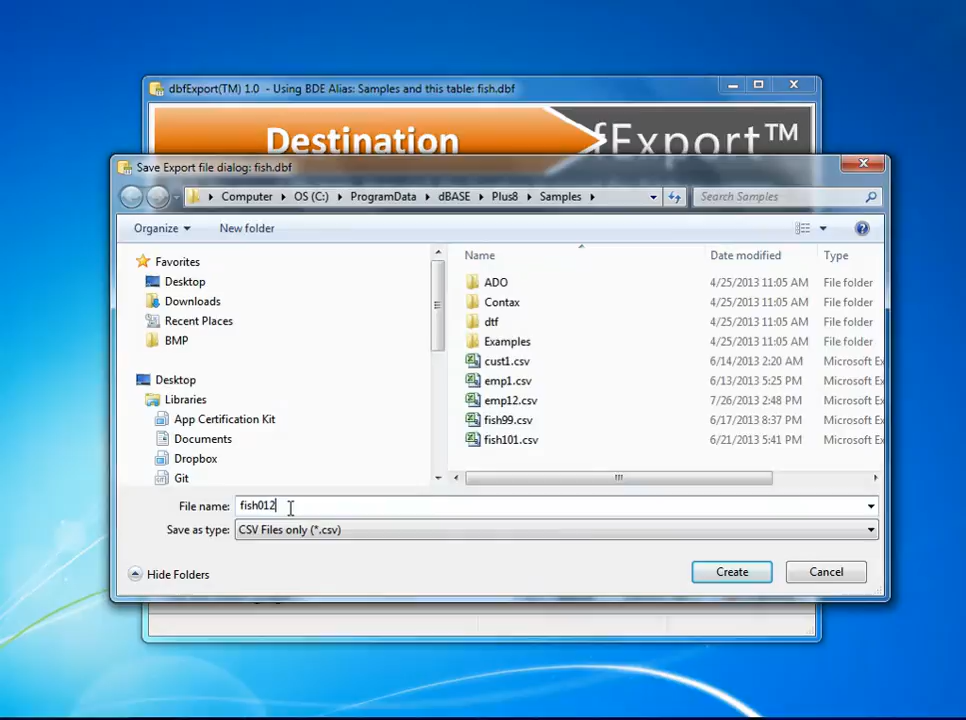 dbfExport(TM) 1.0 - Using BDE Alias: Samples and this table: fish.dbf
Destination fExport™
Save Export file dialog: fish.dbf
Computer OS (C:) ProgramData dBASE Plus8 Samples Search Samples
Organize New folder
Favorites
Desktop
Downloads
Recent Places
BMP
Desktop
Libraries
App Certification Kit
Documents
Dropbox
Git
Name Date modified Type
ADO 4/25/2013 11:05 AM File folder
Contax 4/25/2013 11:05 AM File folder
dtf 4/25/2013 11:05 AM File folder
Examples 4/25/2013 11:05 AM File folder
cust1.csv 6/14/2013 2:20 AM Microsoft Ex
emp1.csv 6/13/2013 5:25 PM Microsoft Ex
emp12.csv 7/26/2013 2:48 PM Microsoft Ex
fish99.csv 6/17/2013 8:37 PM Microsoft Ex
fish101.csv 6/21/2013 5:41 PM Microsoft Ex
File name: fish012
Save as type: CSV Files only (*.csv)
Hide Folders Create Cancel